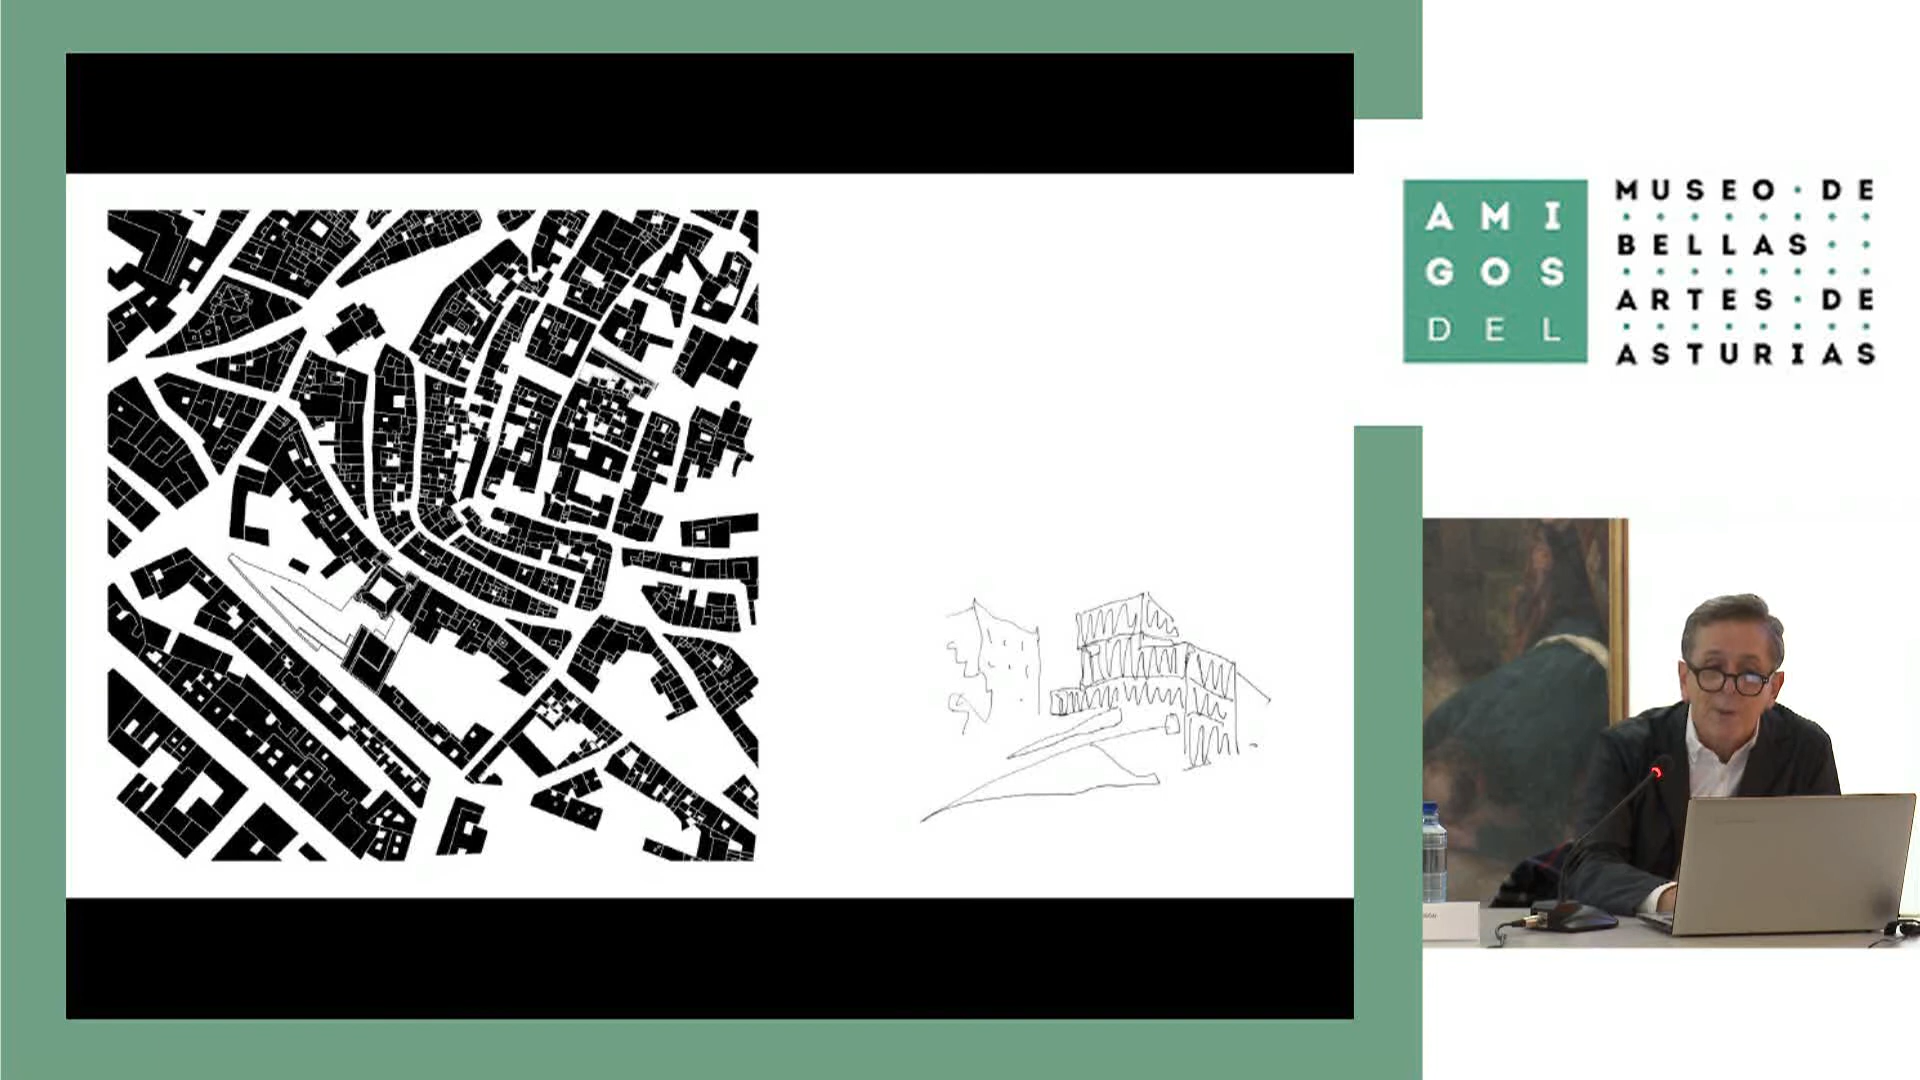 AMI
GOS
DEL
MUSEO·DE
BELLAS
ARTES·DE
ASTURIAS